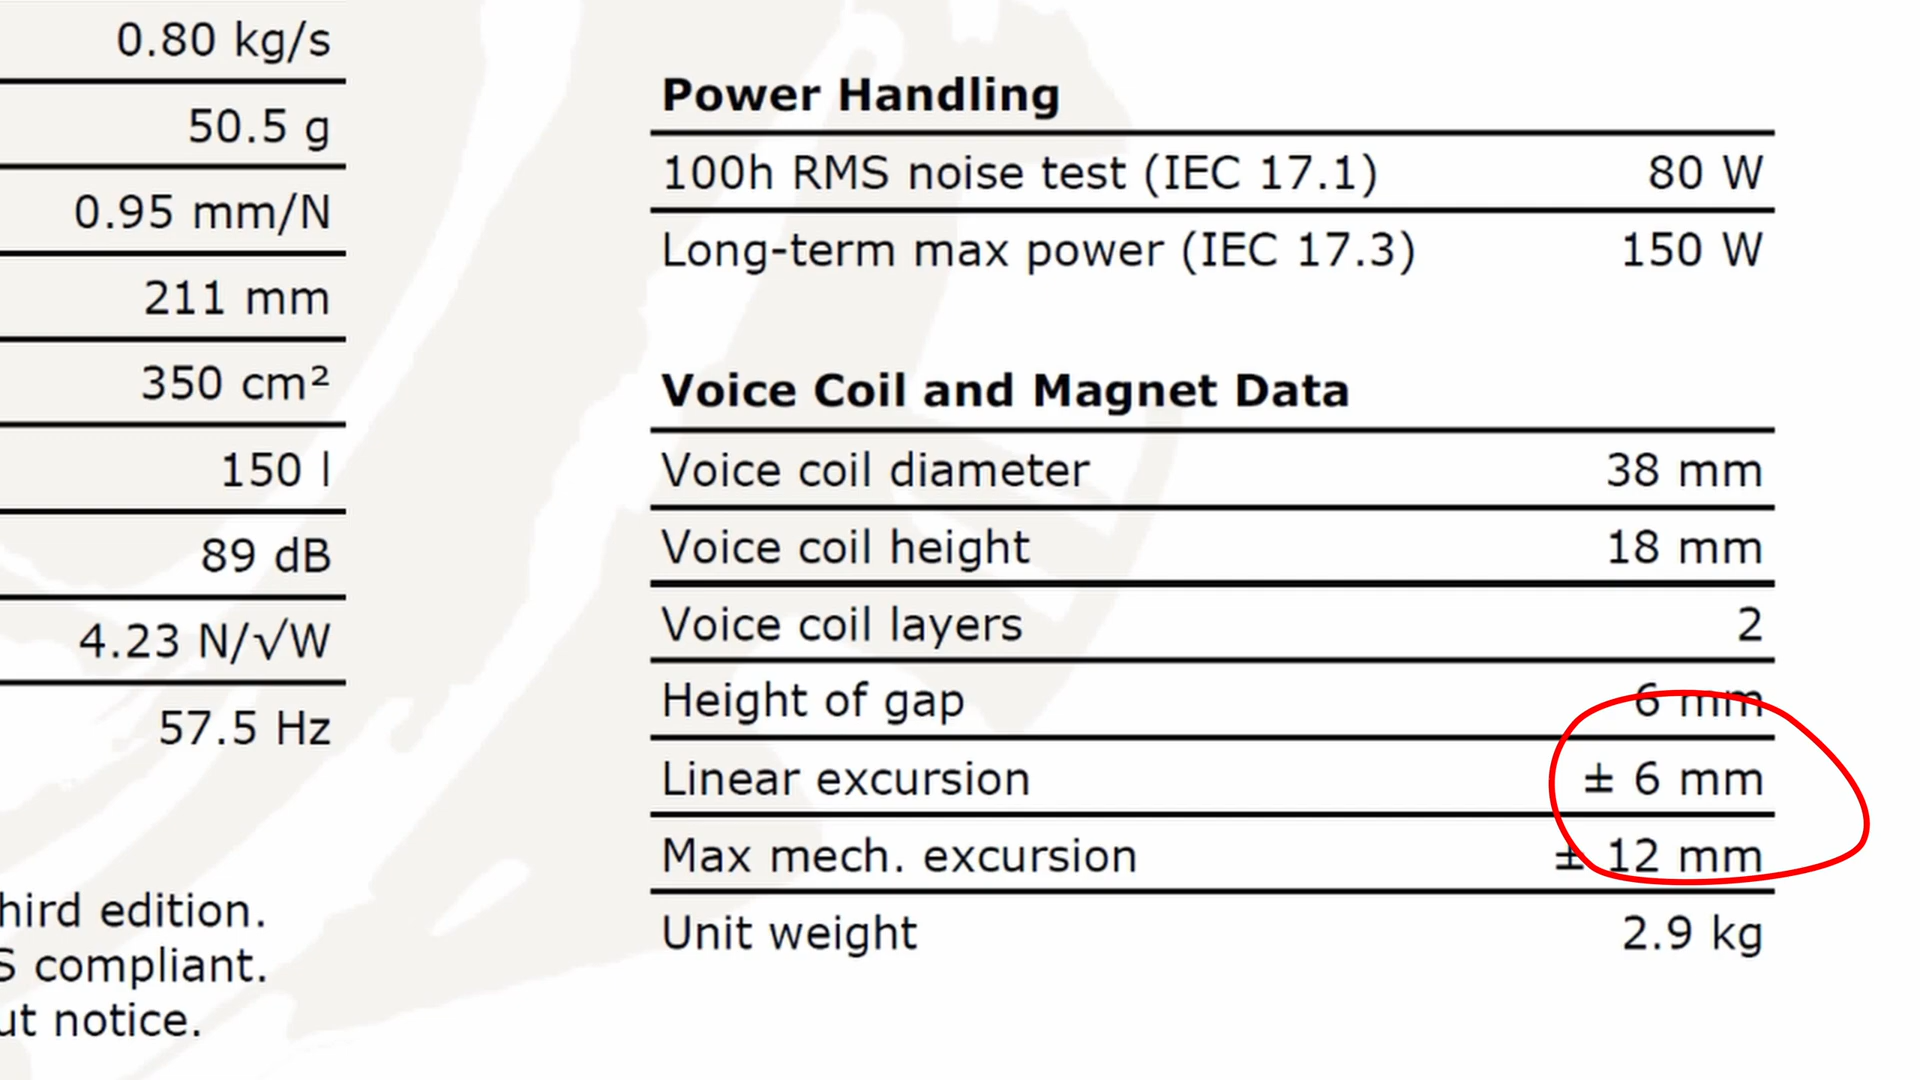 0.80 kg/s
50.5 g
0.95 mm/N
211 mm
350 cm²
150 l
89 dB
4.23 N/√W
57.5 Hz
hird edition.
S compliant.
ut notice.
Power Handling
100h RMS noise test (IEC 17.1) 80 W
Long-term max power (IEC 17.3) 150 W
Voice Coil and Magnet Data
Voice coil diameter 38 mm
Voice coil height 18 mm
Voice coil layers 2
Height of gap 6 mm
Linear excursion ± 6 mm
Max mech. excursion ± 12 mm
Unit weight 2.9 kg